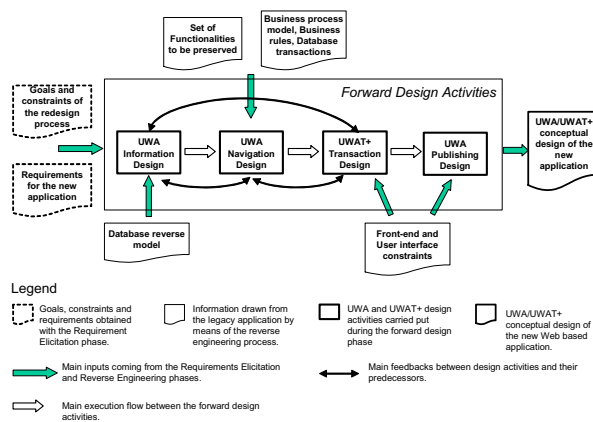 Set of
Functionalities
to be preserved
Business process
model, Business
rules, Database
transactions
Goals and
constraints of
the redesign
process
Forward Design Activities
UWA
Information
Design
UWA
Navigation
Design
UWAT+
Transaction
Design
UWA
Publishing
Design
UWA/UWAT+
conceptual
design of the
new
application
Requirements
for the new
application
Database reverse
model
Front-end and
User interface
constraints
Legend
Goals, constraints and
requirements obtained
with the Requirement
Elicitation phase.
Information drawn from
the legacy application by
means of the reverse
engineering process.
UWA and UWAT+ design
activities carried put
during the forward design
phase
UWA/UWAT+
conceptual design of
the new Web based
application.
Main inputs coming from the Requirements Elicitation
and Reverse Engineering phases.
Main feedbacks between design activities and their
predecessors.
Main execution flow between the forward design
activities.